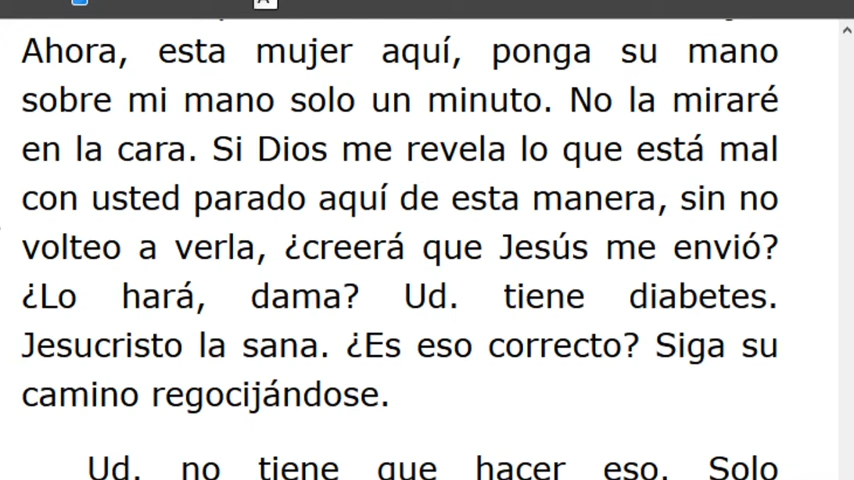 Ahora, esta mujer aquí, ponga su mano
sobre mi mano solo un minuto. No la miraré
en la cara. Si Dios me revela lo que está mal
con usted parado aquí de esta manera, sin no
volteo a verla, ¿creerá que Jesús me envió?
¿Lo hará, dama? Ud. tiene diabetes.
Jesucristo la sana. ¿Es eso correcto? Siga su
camino regocijándose.
Ud. no tiene que hacer eso. Solo